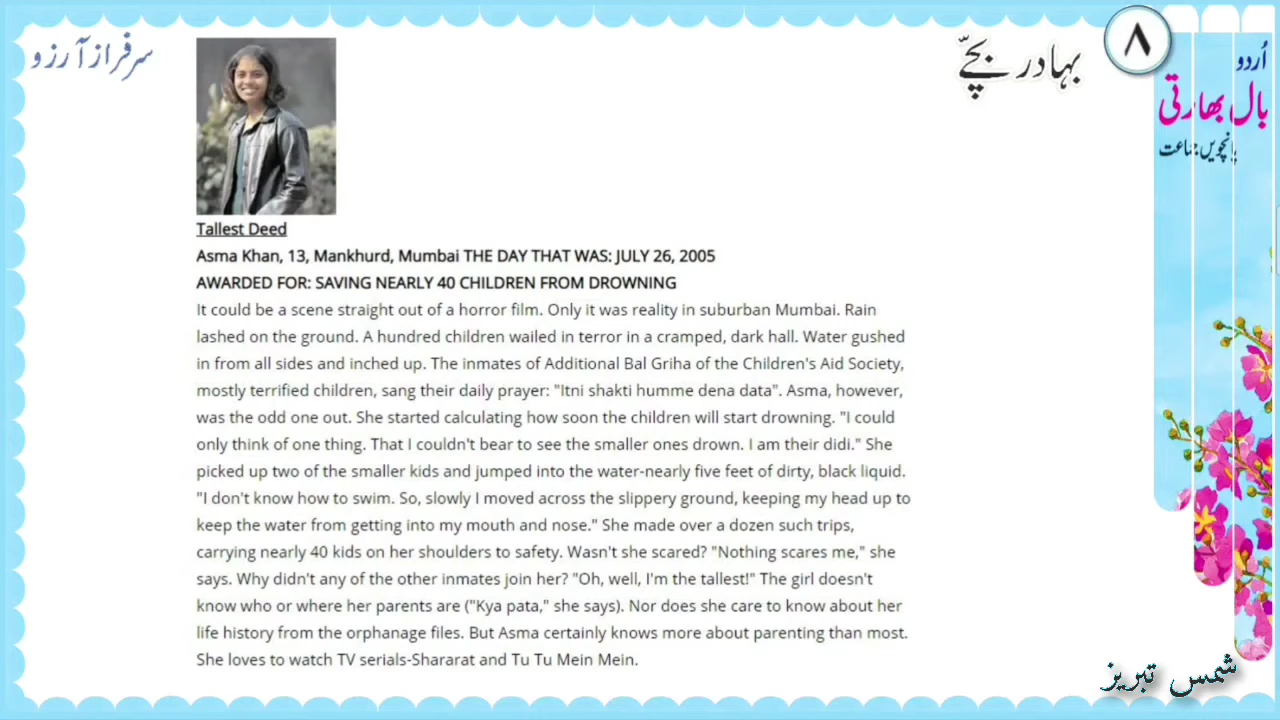 سرفراز آرزو
بہادر بچّے
۸
اُردو
بال بھارتی
پانچویں جماعت
Tallest Deed
Asma Khan, 13, Mankhurd, Mumbai THE DAY THAT WAS: JULY 26, 2005
AWARDED FOR: SAVING NEARLY 40 CHILDREN FROM DROWNING
It could be a scene straight out of a horror film. Only it was reality in suburban Mumbai. Rain
lashed on the ground. A hundred children wailed in terror in a cramped, dark hall. Water gushed
in from all sides and inched up. The inmates of Additional Bal Griha of the Children's Aid Society,
mostly terrified children, sang their daily prayer: "Itni shakti humme dena data". Asma, however,
was the odd one out. She started calculating how soon the children will start drowning. "I could
only think of one thing. That I couldn't bear to see the smaller ones drown. I am their didi." She
picked up two of the smaller kids and jumped into the water-nearly five feet of dirty, black liquid.
"I don't know how to swim. So, slowly I moved across the slippery ground, keeping my head up to
keep the water from getting into my mouth and nose." She made over a dozen such trips,
carrying nearly 40 kids on her shoulders to safety. Wasn't she scared? "Nothing scares me," she
says. Why didn't any of the other inmates join her? "Oh, well, I'm the tallest!" The girl doesn't
know who or where her parents are ("Kya pata," she says). Nor does she care to know about her
life history from the orphanage files. But Asma certainly knows more about parenting than most.
She loves to watch TV serials-Shararat and Tu Tu Mein Mein.
شمس تبریز